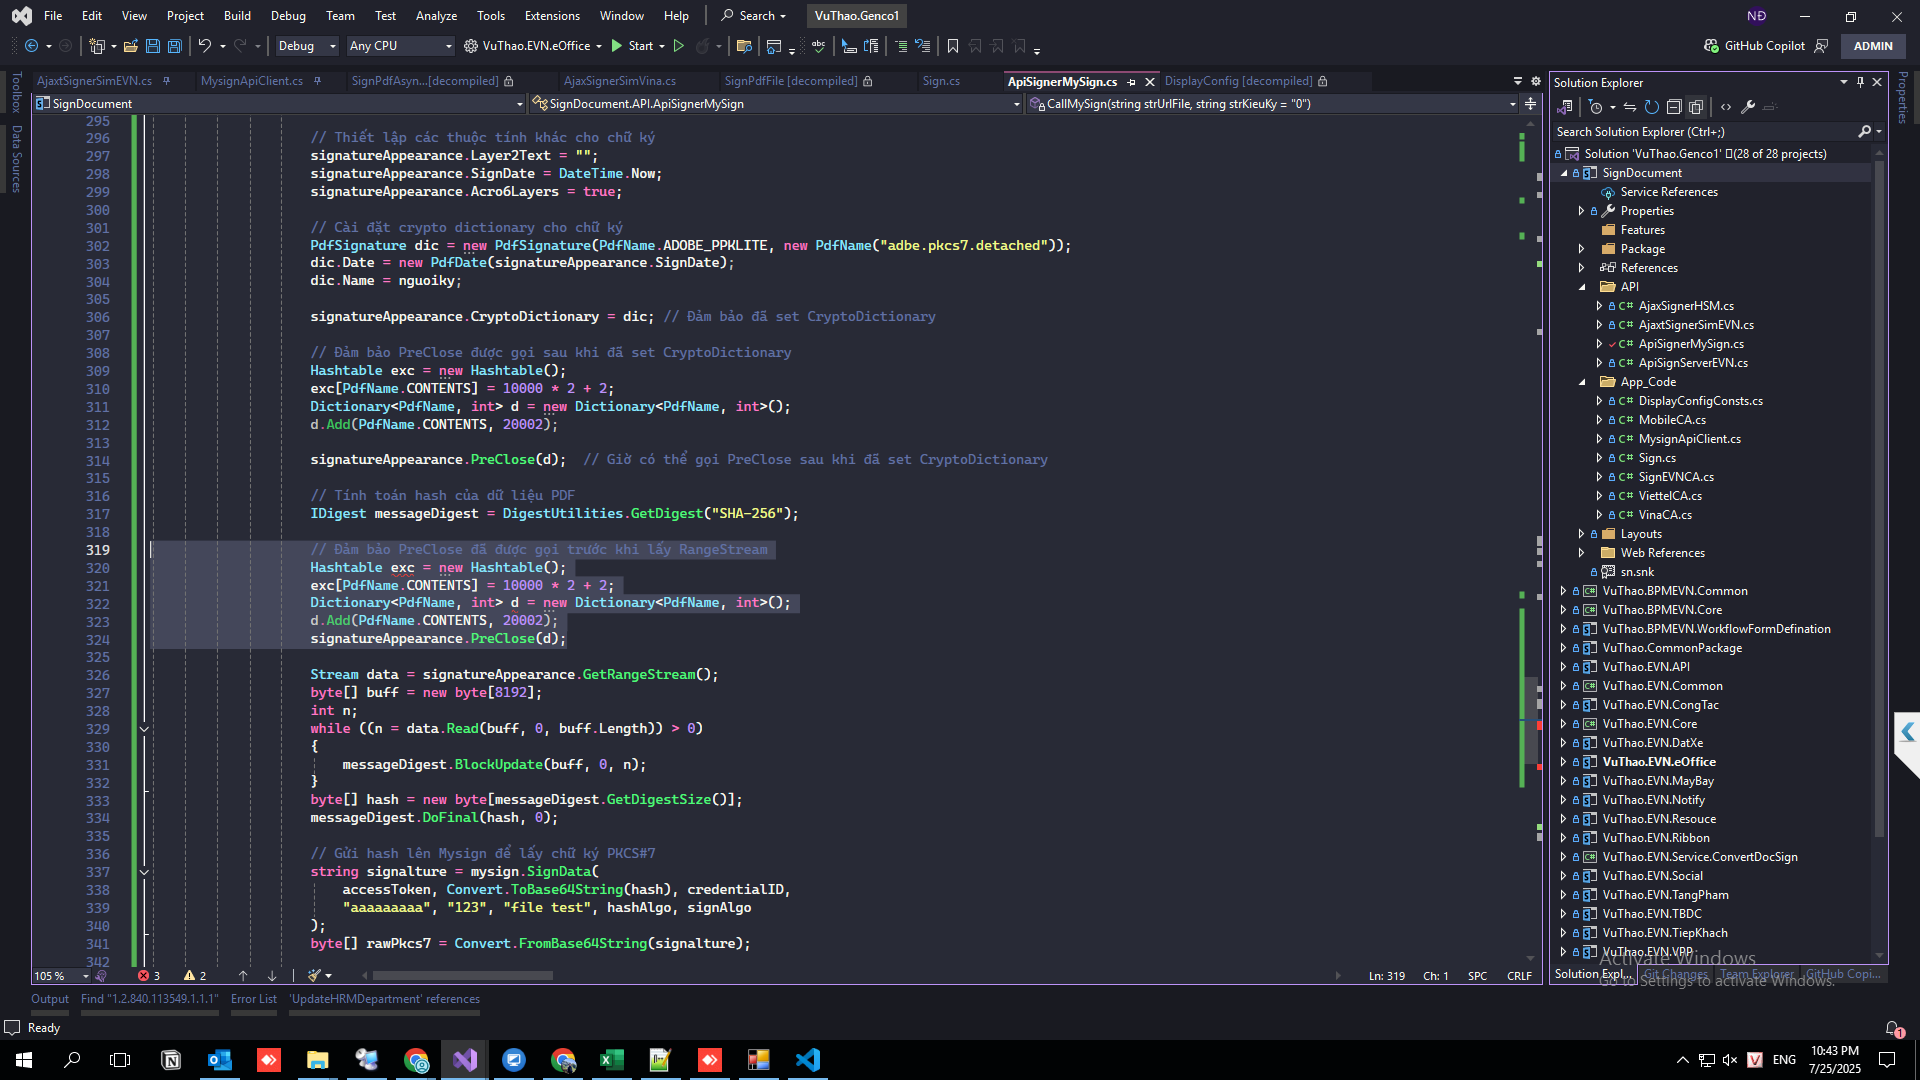 File Edit View Project Build Debug Team Test Analyze Tools Extensions Window Help Search VuThao.Genco1 NĐ
Debug Any CPU VuThao.EVN.eOffice Start GitHub Copilot ADMIN
AjaxtSignerSimEVN.cs MysignApiClient.cs SignPdfAsyn...[decompiled] AjaxSignerSimVina.cs SignPdfFile [decompiled] Sign.cs ApiSignerMySign.cs DisplayConfig [decompiled]
SignDocument SignDocument.API.ApiSignerMySign CallMySign(string strUrlFile, string strKieuKy = "0")
Toolbox
Data Sources
295
296 // Thiết lập các thuộc tính khác cho chữ ký
297 signatureAppearance.Layer2Text = "";
298 signatureAppearance.SignDate = DateTime.Now;
299 signatureAppearance.Acro6Layers = true;
300
301 // Cài đặt crypto dictionary cho chữ ký
302 PdfSignature dic = new PdfSignature(PdfName.ADOBE_PPKLITE, new PdfName("adbe.pkcs7.detached"));
303 dic.Date = new PdfDate(signatureAppearance.SignDate);
304 dic.Name = nguoiky;
305
306 signatureAppearance.CryptoDictionary = dic; // Đảm bảo đã set CryptoDictionary
307
308 // Đảm bảo PreClose được gọi sau khi đã set CryptoDictionary
309 Hashtable exc = new Hashtable();
310 exc[PdfName.CONTENTS] = 10000 * 2 + 2;
311 Dictionary<PdfName, int> d = new Dictionary<PdfName, int>();
312 d.Add(PdfName.CONTENTS, 20002);
313
314 signatureAppearance.PreClose(d); // Giờ có thể gọi PreClose sau khi đã set CryptoDictionary
315
316 // Tính toán hash của dữ liệu PDF
317 IDigest messageDigest = DigestUtilities.GetDigest("SHA-256");
318
319 // Đảm bảo PreClose đã được gọi trước khi lấy RangeStream
320 Hashtable exc = new Hashtable();
321 exc[PdfName.CONTENTS] = 10000 * 2 + 2;
322 Dictionary<PdfName, int> d = new Dictionary<PdfName, int>();
323 d.Add(PdfName.CONTENTS, 20002);
324 signatureAppearance.PreClose(d);
325
326 Stream data = signatureAppearance.GetRangeStream();
327 byte[] buff = new byte[8192];
328 int n;
329 while ((n = data.Read(buff, 0, buff.Length)) > 0)
330 {
331 messageDigest.BlockUpdate(buff, 0, n);
332 }
333 byte[] hash = new byte[messageDigest.GetDigestSize()];
334 messageDigest.DoFinal(hash, 0);
335
336 // Gửi hash lên Mysign để lấy chữ ký PKCS#7
337 string signalture = mysign.SignData(
338 accessToken, Convert.ToBase64String(hash), credentialID,
339 "aaaaaaaaa", "123", "file test", hashAlgo, signAlgo
340 );
341 byte[] rawPkcs7 = Convert.FromBase64String(signalture);
342
105 % 3 2 Ln: 319 Ch: 1 SPC CRLF
Solution Explorer
Search Solution Explorer (Ctrl+;)
Solution 'VuThao.Genco1' (28 of 28 projects)
SignDocument
Service References
Properties
Features
Package
References
API
AjaxSignerHSM.cs
AjaxtSignerSimEVN.cs
ApiSignerMySign.cs
ApiSignServerEVN.cs
App_Code
DisplayConfigConsts.cs
MobileCA.cs
MysignApiClient.cs
Sign.cs
SignEVNCA.cs
ViettelCA.cs
VinaCA.cs
Layouts
Web References
sn.snk
VuThao.BPMEVN.Common
VuThao.BPMEVN.Core
VuThao.BPMEVN.WorkflowFormDefination
VuThao.CommonPackage
VuThao.EVN.API
VuThao.EVN.Common
VuThao.EVN.CongTac
VuThao.EVN.Core
VuThao.EVN.DatXe
VuThao.EVN.eOffice
VuThao.EVN.MayBay
VuThao.EVN.Notify
VuThao.EVN.Resouce
VuThao.EVN.Ribbon
VuThao.EVN.Service.ConvertDocSign
VuThao.EVN.Social
VuThao.EVN.TangPham
VuThao.EVN.TBDC
VuThao.EVN.TiepKhach
VuThao.EVN.VPP
Solution Expl... Git Changes Team Explorer GitHub Copi...
Properties
Activate Windows
Go to Settings to activate Windows.
Output Find "1.2.840.113549.1.1.1" Error List 'UpdateHRMDepartment' references
Ready 1
ENG 10:43 PM
7/25/2025